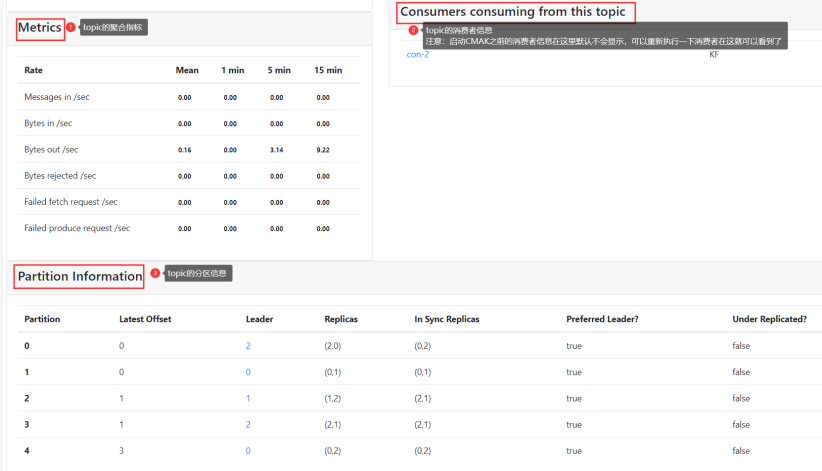 Metrics
1 topic的聚合指标
Rate Mean 1 min 5 min 15 min
Messages in /sec 0.00 0.00 0.00 0.00
Bytes in /sec 0.00 0.00 0.00 0.00
Bytes out /sec 0.16 0.00 3.14 9.22
Bytes rejected /sec 0.00 0.00 0.00 0.00
Failed fetch request /sec 0.00 0.00 0.00 0.00
Failed produce request /sec 0.00 0.00 0.00 0.00
Consumers consuming from this topic
2 topic的消费者信息
注意：启动CMAK之前的消费者信息在这里默认不会显示，可以重新执行一下消费者在这就可以看到了
con-2 KF
Partition Information
3 topic的分区信息
Partition Latest Offset Leader Replicas In Sync Replicas Preferred Leader? Under Replicated?
0 0 2 (2,0) (0,2) true false
1 0 0 (0,1) (0,1) true false
2 1 1 (1,2) (2,1) true false
3 1 2 (2,1) (2,1) true false
4 3 0 (0,2) (0,2) true false